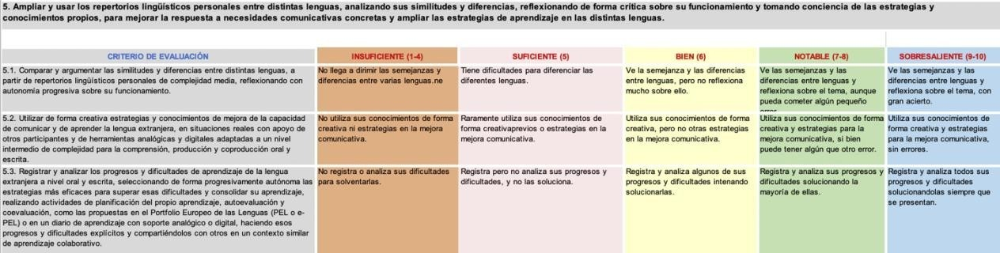 5. Ampliar y usar los repertorios lingüísticos personales entre distintas lenguas, analizando sus similitudes y diferencias, reflexionando de forma crítica sobre su funcionamiento y tomando conciencia de las estrategias y
conocimientos propios, para mejorar la respuesta a necesidades comunicativas concretas y ampliar las estrategias de aprendizaje en las distintas lenguas.
CRITERIO DE EVALUACIÓN
INSUFICIENTE (1-4)
SUFICIENTE (5)
BIEN (6)
NOTABLE (7-8)
SOBRESALIENTE (9-10)
5.1. Comparar y argumentar las similitudes y diferencias entre distintas lenguas, a
partir de repertorios lingüísticos personales de complejidad media, reflexionando con
autonomía progresiva sobre su funcionamiento.
No llega a dirimir las semejanzas y
diferencias entre varias lenguas.ne
Tiene dificultades para diferenciar las
diferentes lenguas.
Ve la semejanza y las diferencias
entre lenguas, pero no reflexiona
mucho sobre ello.
Ve las semejanzas y las
diferencias entre lenguas y
reflexiona sobre el tema, aunque
pueda cometer algún pequeño
error.
Ve las semejanzas y las
diferencias entre lenguas y
reflexiona sobre el tema, con
gran acierto.
5.2. Utilizar de forma creativa estrategias y conocimientos de mejora de la capacidad
de comunicar y de aprender la lengua extranjera, en situaciones reales con apoyo de
otros participantes y de herramientas analógicas y digitales adaptadas a un nivel
intermedio de complejidad para la comprensión, producción y coproducción oral y
escrita.
No utiliza sus conocimientos de forma
creativa ni estrategias en la mejora
comunicativa.
Raramente utiliza sus conocimientos de
forma creativaprevios o estrategias en la
mejora comunicativa.
Utiliza sus conocimientos de forma
creativa, pero no otras estrategias
en la mejora comunicativa.
Utiliza sus conocimientos de forma
creativa y estrategias para la
mejora comunicativa, si bien
puede tener algún que otro error.
Utiliza sus conocimientos
de forma creativa y estrategias
para la mejora comunicativa,
sin errores.
5.3. Registrar y analizar los progresos y dificultades de aprendizaje de la lengua
extranjera a nivel oral y escrita, seleccionando de forma progresivamente autónoma las
estrategias más eficaces para superar esas dificultades y consolidar su aprendizaje,
realizando actividades de planificación del propio aprendizaje, autoevaluación y
coevaluación, como las propuestas en el Portfolio Europeo de las Lenguas (PEL o e-
PEL) o en un diario de aprendizaje con soporte analógico o digital, haciendo esos
progresos y dificultades explícitos y compartiéndolos con otros en un contexto similar
de aprendizaje colaborativo.
No registra o analiza sus dificultades
para solventarlas.
Registra pero no analiza sus progresos y
dificultades, y no las soluciona.
Registra y analiza algunos de sus
progresos y dificultades intenando
solucionarlas.
Registra y analiza sus progresos y
dificultades solucionando la
mayoría de ellas.
Registra y analiza todos sus
progresos y dificultades
solucionandolas siempre que
se presentan.